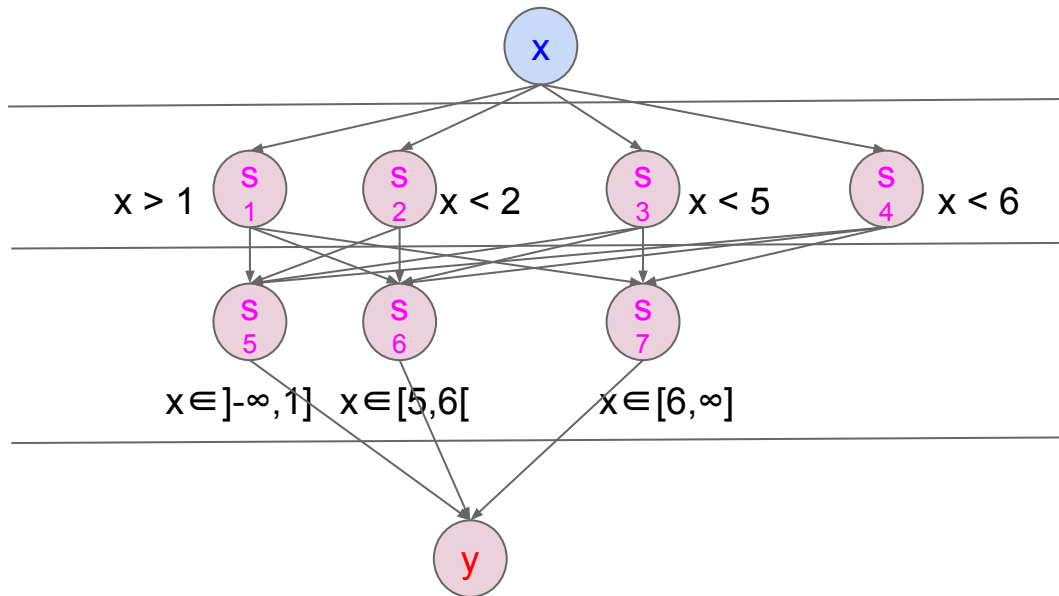 x
x > 1
s
1
s
2
x < 2
s
3
x < 5
s
4
x < 6
s
5
s
6
s
7
x∈]-∞,1]
x∈[5,6[
x∈[6,∞]
y